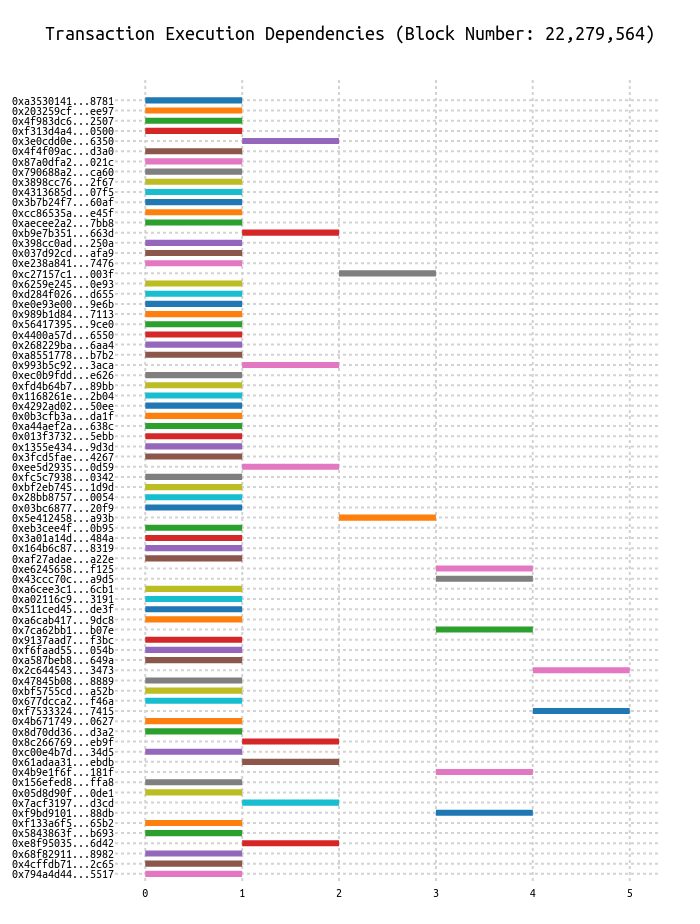 Transaction Execution Dependencies (Block Number: 22,279,564)
0xa3530141...8781
0x203259cf...ee97
0x4f983dc6...2507
0xf313d4a4...0500
0x3e0cdd0e...6350
0x4f4f09ac...d3a0
0x87a0dfa2...021c
0x790688a2...ca60
0x3898cc76...2f67
0x4313685d...07f5
0x3b7b24f7...60af
0xcc86535a...e45f
0xaecee2a2...7bb8
0xb9e7b351...663d
0x398cc0ad...250a
0x037d92cd...afa9
0xe238a841...7476
0xc27157c1...003f
0x6259e245...0e93
0xd284f026...d655
0xe0e93e00...9e6b
0x989b1d84...7113
0x56417395...9ce0
0x4400a57d...6550
0x268229ba...6aa4
0xa8551778...b7b2
0x993b5c92...3aca
0xec0b9fdd...e626
0xfd4b64b7...89bb
0x1168261e...2b04
0x4292ad02...50ee
0x0b3cfb3a...da1f
0xa44aef2a...638c
0x013f3732...5ebb
0x1355e434...9d3d
0x3fcd5fae...4267
0xee5d2935...0d59
0xfc5c7938...0342
0xbf2eb745...1d9d
0x28bb8757...0054
0x03bc6877...20f9
0x5e412458...a93b
0xeb3cee4f...0b95
0x3a01a14d...484a
0x164b6c87...8319
0xaf27adae...a22e
0xe6245658...f125
0x43ccc70c...a9d5
0xa6cee3c1...6cb1
0xa02116c9...3191
0x511ced45...de3f
0xa6cab417...9dc8
0x7ca62bb1...b07e
0x9137aad7...f3bc
0xf6faad55...054b
0xa587beb8...649a
0x2c644543...3473
0x47845b08...8889
0xbf5755cd...a52b
0x677dcca2...f46a
0xf7533324...7415
0x4b671749...0627
0x8d70dd36...d3a2
0x8c266769...eb9f
0xc00e4b7d...34d5
0x61adaa31...ebdb
0x4b9e1f6f...181f
0x156efed8...ffa8
0x05d8d90f...0de1
0x7acf3197...d3cd
0xf9bd9101...88db
0xf133a6f5...65b2
0x5843863f...b693
0xe8f95035...6d42
0x68f82911...8982
0x4cffdb71...2c65
0x794a4d44...5517
0 1 2 3 4 5